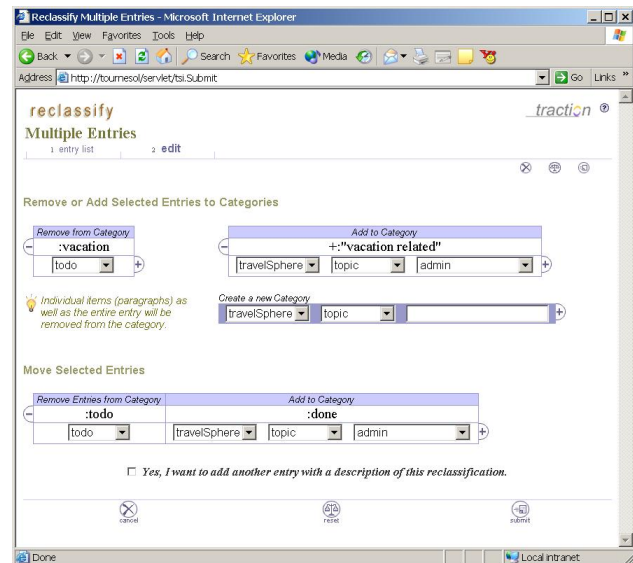 Reclassify Multiple Entries - Microsoft Internet Explorer
File Edit View Favorites Tools Help
Back Search Favorites Media
Address http://tournesol/servlet/tsi.Submit Go Links »
reclassify traction ?
Multiple Entries
1 entry list 2 edit
Remove or Add Selected Entries to Categories
Remove from Category Add to Category
:vacation +:"vacation related"
todo travelSphere topic admin
Individual items (paragraphs) as
well as the entire entry will be
removed from the category.
Create a new Category
travelSphere topic
Move Selected Entries
Remove Entries from Category Add to Category
:todo :done
todo travelSphere topic admin
Yes, I want to add another entry with a description of this reclassification.
cancel reset submit
Done Local intranet